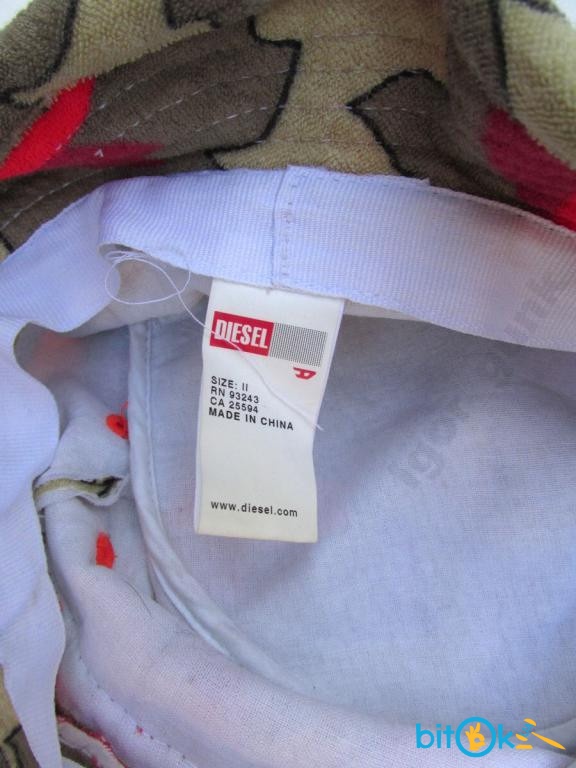 DIESEL
SIZE: II
RN 93243
CA 25594
MADE IN CHINA
www.diesel.com
bitOk